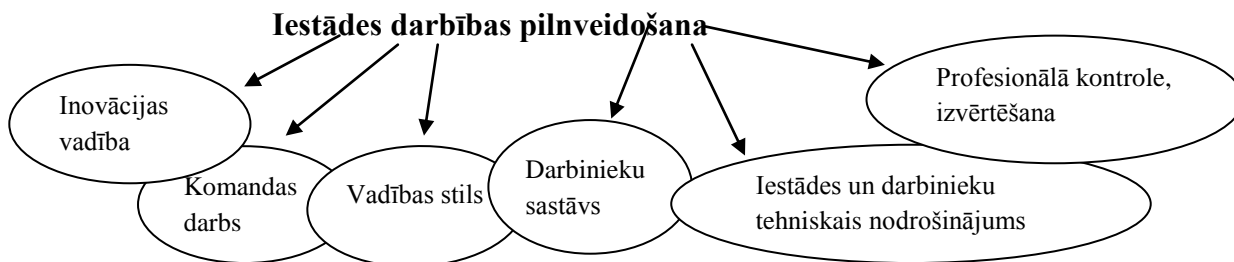 Iestādes darbības pilnveidošana
Inovācijas
vadība
Komandas
darbs
Vadības stils
Darbinieku
sastāvs
Iestādes un darbinieku
tehniskais nodrošinājums
Profesionālā kontrole,
izvērtēšana